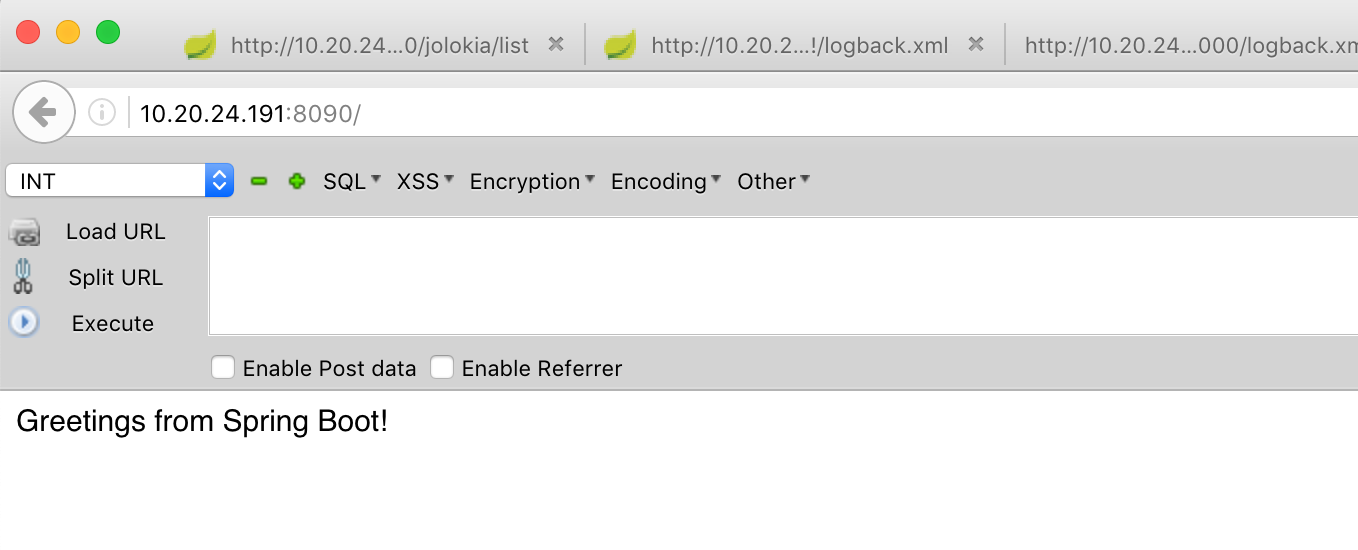 http://10.20.24...0/jolokia/list http://10.20.2...!/logback.xml http://10.20.24...000/logback.xm
10.20.24.191:8090/
INT SQL XSS Encryption Encoding Other
Load URL
Split URL
Execute
Enable Post data Enable Referrer
Greetings from Spring Boot!